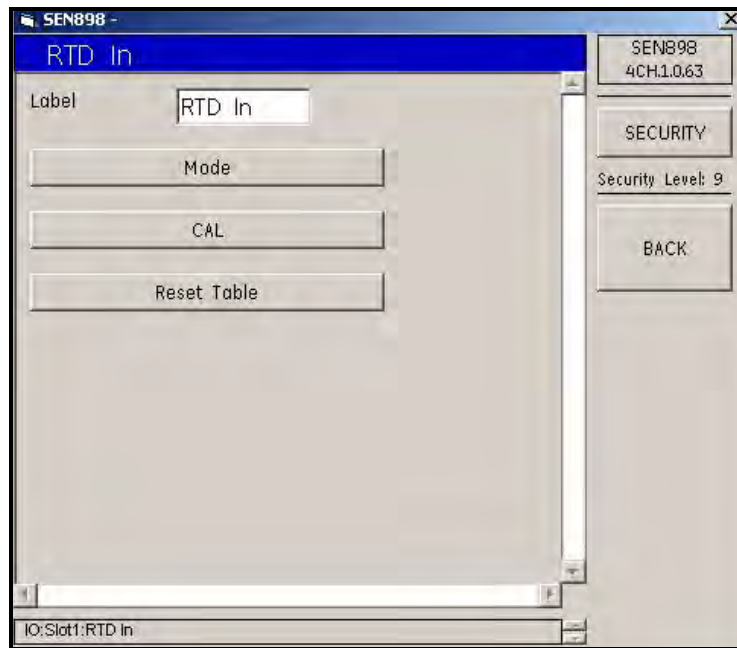 SEN898 -
RTD In
Label
RTD In
Mode
CAL
Reset Table
SEN898
4CH.1.0.63
SECURITY
Security Level: 9
BACK
IO:Slot1:RTD In